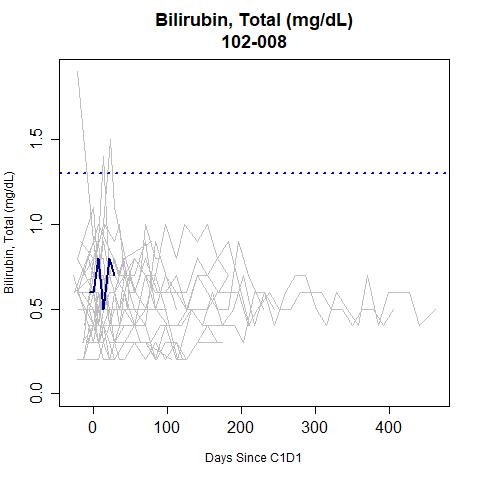 Bilirubin, Total (mg/dL)
102-008
Bilirubin, Total (mg/dL)
1.5
1.0
0.5
0.0
0 100 200 300 400
Days Since C1D1